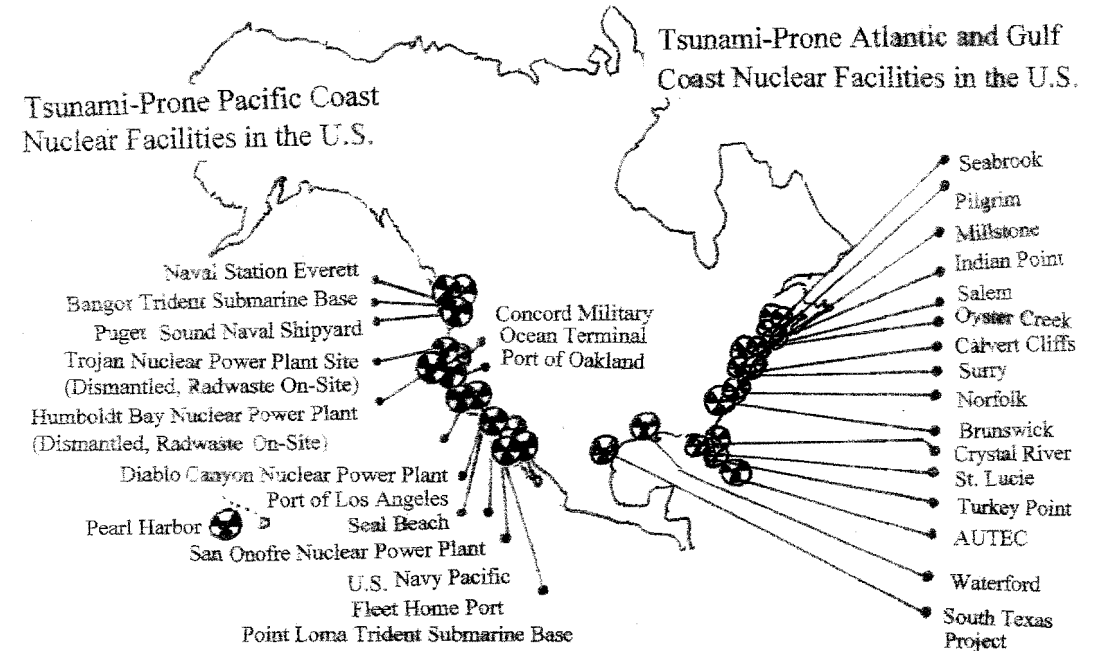 Tsunami-Prone Atlantic and Gulf
Coast Nuclear Facilities in the U.S.
Tsunami-Prone Pacific Coast
Nuclear Facilities in the U.S.
Naval Station Everett
Bangor Trident Submarine Base
Puget Sound Naval Shipyard
Trojan Nuclear Power Plant Site
(Dismantled, Radwaste On-Site)
Humboldt Bay Nuclear Power Plant
(Dismantled, Radwaste On-Site)
Concord Military
Ocean Terminal
Port of Oakland
Diablo Canyon Nuclear Power Plant
Port of Los Angeles
Seal Beach
Pearl Harbor
San Onofre Nuclear Power Plant
U.S. Navy Pacific
Fleet Home Port
Point Loma Trident Submarine Base
Seabrook
Pilgrim
Millstone
Indian Point
Salem
Oyster Creek
Calvert Cliffs
Surry
Norfolk
Brunswick
Crystal River
St. Lucie
Turkey Point
AUTEC
Waterford
South Texas
Project